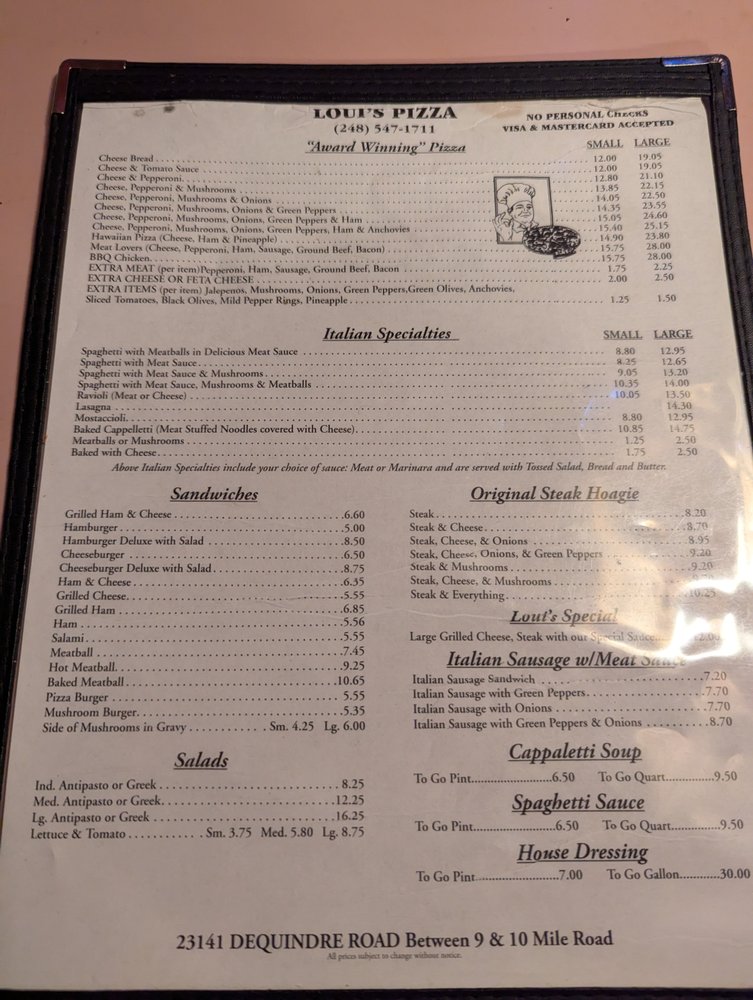 LOUI'S PIZZA
(248) 547-1711
NO PERSONAL CHECKS
VISA & MASTERCARD ACCEPTED
"Award Winning" Pizza SMALL LARGE
Cheese Bread 12.00 19.05
Cheese & Tomato Sauce 12.00 19.05
Cheese & Pepperoni 12.80 21.10
Cheese, Pepperoni & Mushrooms 13.85 22.15
Cheese, Pepperoni, Mushrooms & Onions 14.05 22.50
Cheese, Pepperoni, Mushrooms, Onions & Green Peppers 14.35 23.55
Cheese, Pepperoni, Mushrooms, Onions, Green Peppers & Ham 15.05 24.60
Cheese, Pepperoni, Mushrooms, Onions, Green Peppers, Ham & Anchovies 15.40 25.15
Hawaiian Pizza (Cheese, Ham & Pineapple) 14.90 23.80
Meat Lovers (Cheese, Pepperoni, Ham, Sausage, Ground Beef, Bacon) 15.75 28.00
BBQ Chicken 15.75 28.00
EXTRA MEAT (per item)Pepperoni, Ham, Sausage, Ground Beef, Bacon 1.75 2.25
EXTRA CHEESE OR FETA CHEESE 2.00 2.50
EXTRA ITEMS (per item) Jalepenos, Mushrooms, Onions, Green Peppers,Green Olives, Anchovies,
Sliced Tomatoes, Black Olives, Mild Pepper Rings, Pineapple 1.25 1.50
Italian Specialties SMALL LARGE
Spaghetti with Meatballs in Delicious Meat Sauce 8.80 12.95
Spaghetti with Meat Sauce 8.25 12.65
Spaghetti with Meat Sauce & Mushrooms 9.05 13.20
Spaghetti with Meat Sauce, Mushrooms & Meatballs 10.35 14.00
Ravioli (Meat or Cheese) 10.05 13.50
Lasagna 14.30
Mostaccioli 8.80 12.95
Baked Cappelletti (Meat Stuffed Noodles covered with Cheese) 10.85 14.75
Meatballs or Mushrooms 1.25 2.50
Baked with Cheese 1.75 2.50
Above Italian Specialties include your choice of sauce: Meat or Marinara and are served with Tossed Salad, Bread and Butter.
Sandwiches
Grilled Ham & Cheese 6.60
Hamburger 5.00
Hamburger Deluxe with Salad 8.50
Cheeseburger 6.50
Cheeseburger Deluxe with Salad 8.75
Ham & Cheese 6.35
Grilled Cheese 5.55
Grilled Ham 6.85
Ham 5.56
Salami 5.55
Meatball 7.45
Hot Meatball 9.25
Baked Meatball 10.65
Pizza Burger 5.55
Mushroom Burger 5.35
Side of Mushrooms in Gravy Sm. 4.25 Lg. 6.00
Salads
Ind. Antipasto or Greek 8.25
Med. Antipasto or Greek 12.25
Lg. Antipasto or Greek 16.25
Lettuce & Tomato Sm. 3.75 Med. 5.80 Lg. 8.75
Original Steak Hoagie
Steak 8.20
Steak & Cheese 8.70
Steak, Cheese, & Onions 8.95
Steak, Cheese, Onions, & Green Peppers 9.20
Steak & Mushrooms 9.20
Steak, Cheese, & Mushrooms
Steak & Everything 10.25
Loui's Special
Large Grilled Cheese, Steak with our Special Sauce 12.00
Italian Sausage w/Meat Sauce
Italian Sausage Sandwich 7.20
Italian Sausage with Green Peppers 7.70
Italian Sausage with Onions 7.70
Italian Sausage with Green Peppers & Onions 8.70
Cappaletti Soup
To Go Pint 6.50 To Go Quart 9.50
Spaghetti Sauce
To Go Pint 6.50 To Go Quart 9.50
House Dressing
To Go Pint 7.00 To Go Gallon 30.00
23141 DEQUINDRE ROAD Between 9 & 10 Mile Road
All prices subject to change without notice.